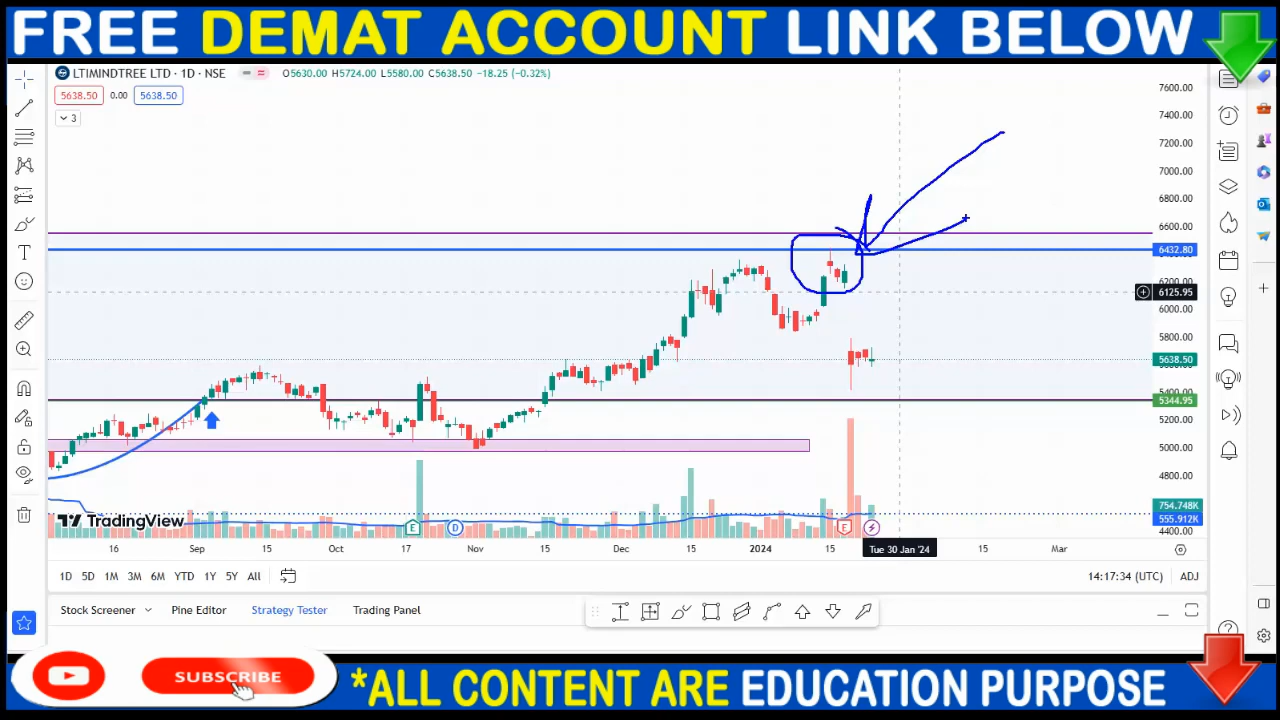 FREE DEMAT ACCOUNT LINK BELOW
LTIMINDTREE LTD · 1D · NSE O5630.00 H5724.00 L5580.00 C5638.50 -18.25 (-0.32%)
5638.50 0.00 5638.50
3
7600.00
7400.00
7200.00
7000.00
6800.00
6600.00
6432.80
6200.00
6125.95
6000.00
5800.00
5638.50
5400.00
5344.95
5200.00
5000.00
4800.00
754.748K
555.912K
4400.00
TradingView
E D E
16 Sep 15 Oct 17 Nov 15 Dec 15 2024 15 Tue 30 Jan '24 15 Mar
1D 5D 1M 3M 6M YTD 1Y 5Y All 14:17:34 (UTC) ADJ
Stock Screener Pine Editor Strategy Tester Trading Panel
SUBSCRIBE
*ALL CONTENT ARE EDUCATION PURPOSE